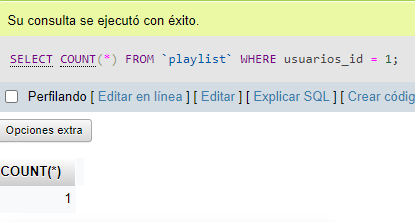 Su consulta se ejecutó con éxito.
SELECT COUNT(*) FROM `playlist` WHERE usuarios_id = 1;
Perfilando [ Editar en línea ] [ Editar ] [ Explicar SQL ] [ Crear códig
Opciones extra
COUNT(*)
1